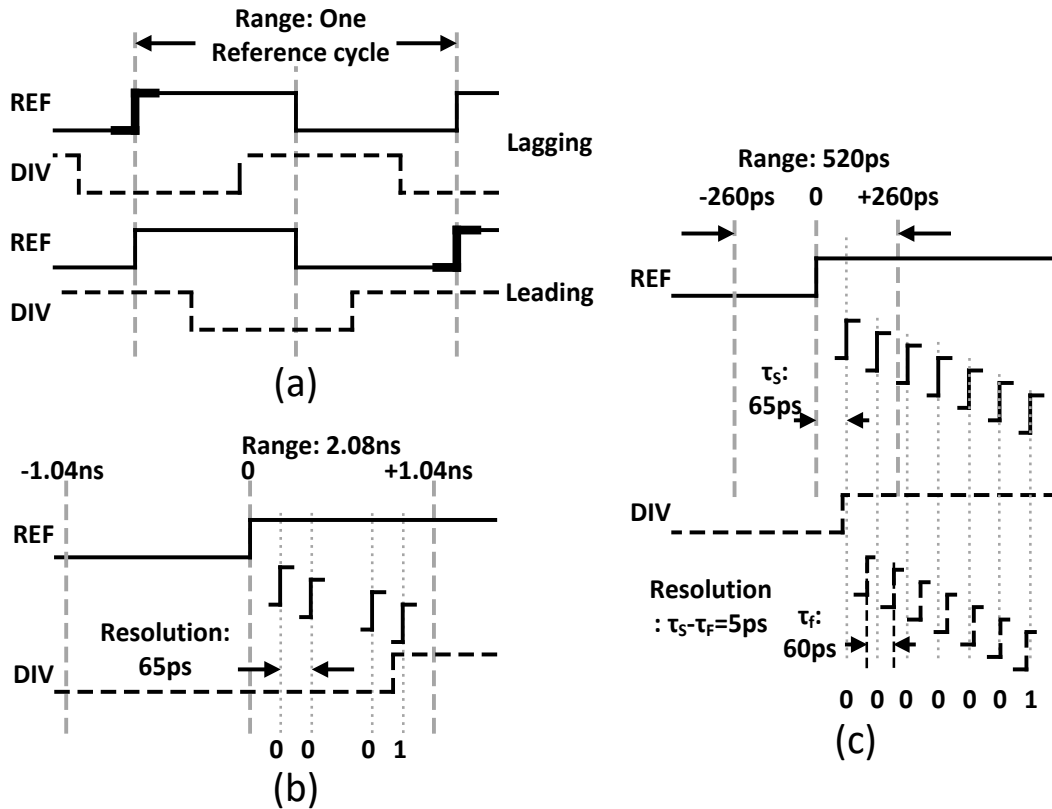 Range: One
Reference cycle
REF
DIV
Lagging
REF
DIV
Leading
(a)
Range: 2.08ns
-1.04ns 0 +1.04ns
REF
Resolution:
65ps
DIV
0 0 0 1
(b)
Range: 520ps
-260ps 0 +260ps
REF
τS:
65ps
DIV
Resolution
: τS-τF=5ps
τf:
60ps
0 0 0 0 0 0 1
(c)